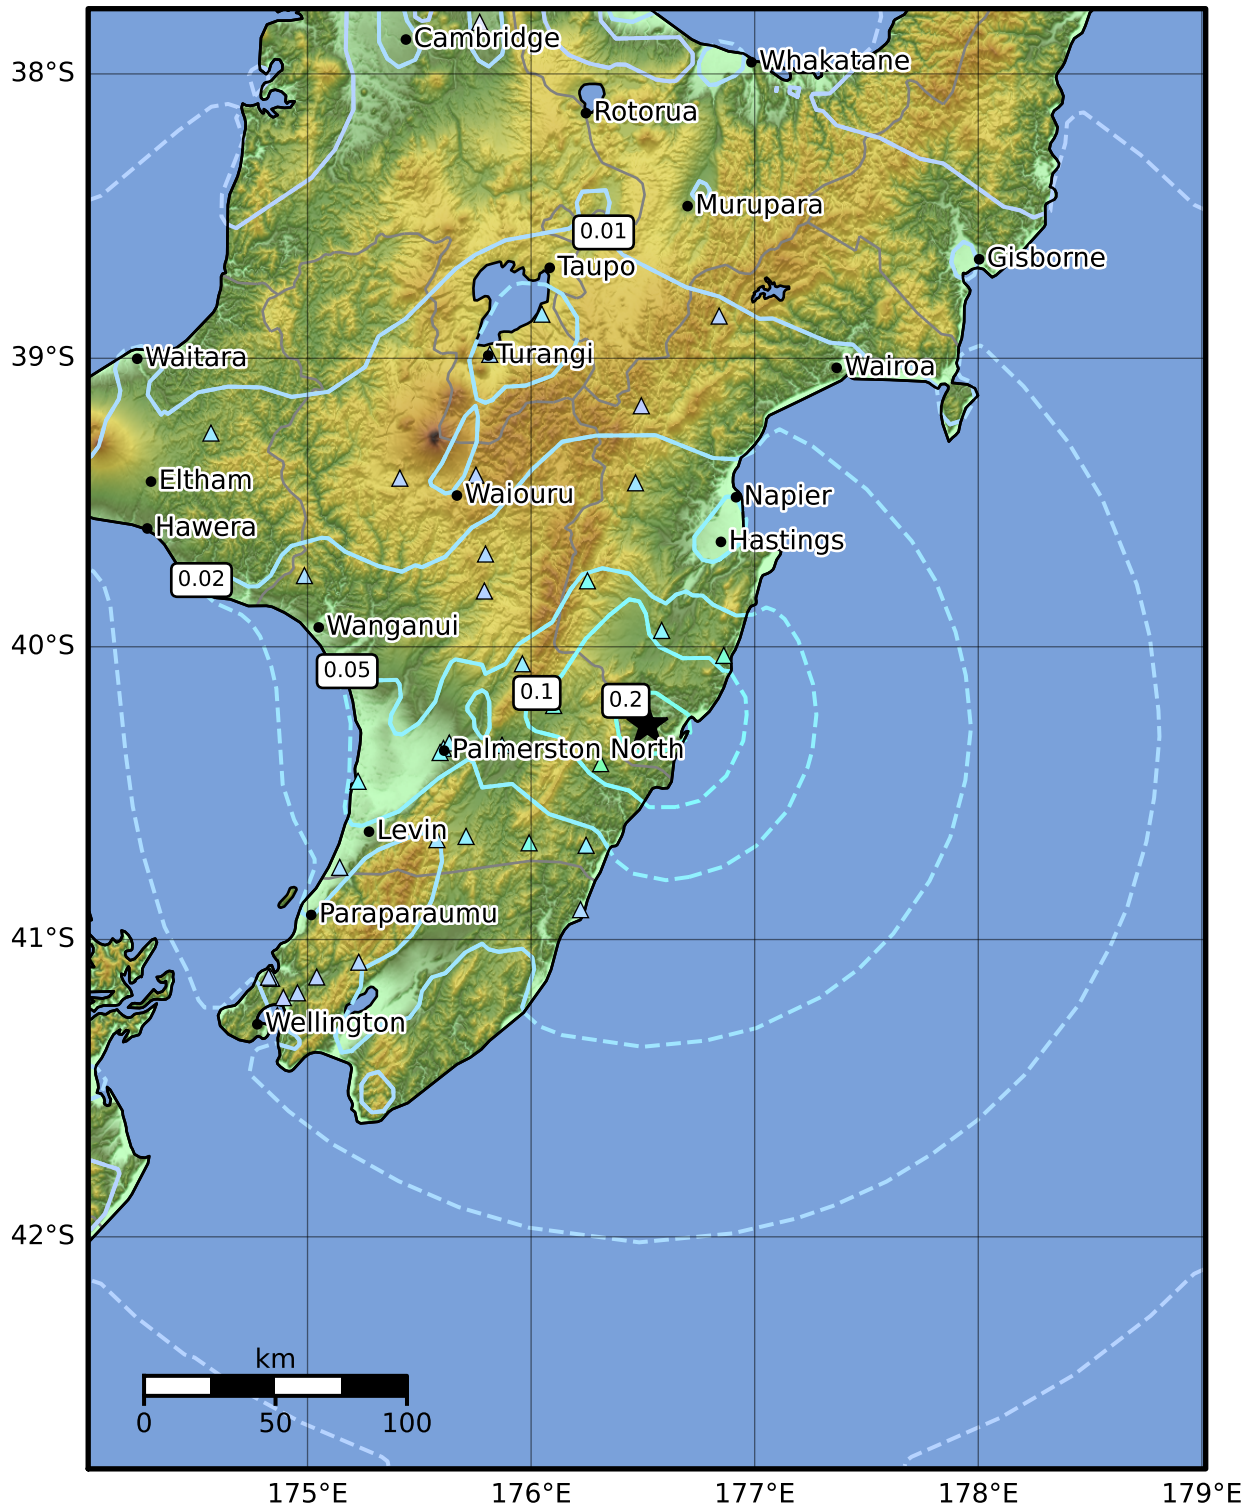 Cambridge
Whakatane
38°S
Rotorua
Murupara
0.01
Gisborne
Taupo
Waitara
Turangi
39°S
Wairoa
Eltham
Waiouru
Napier
Hawera
Hastings
0.02
Wanganui
40°S
0.05
0.1
0.2
Palmerston North
Levin
Paraparaumu
41°S
Wellington
42°S
km
0 50 100
175°E 176°E 177°E 178°E 179°E